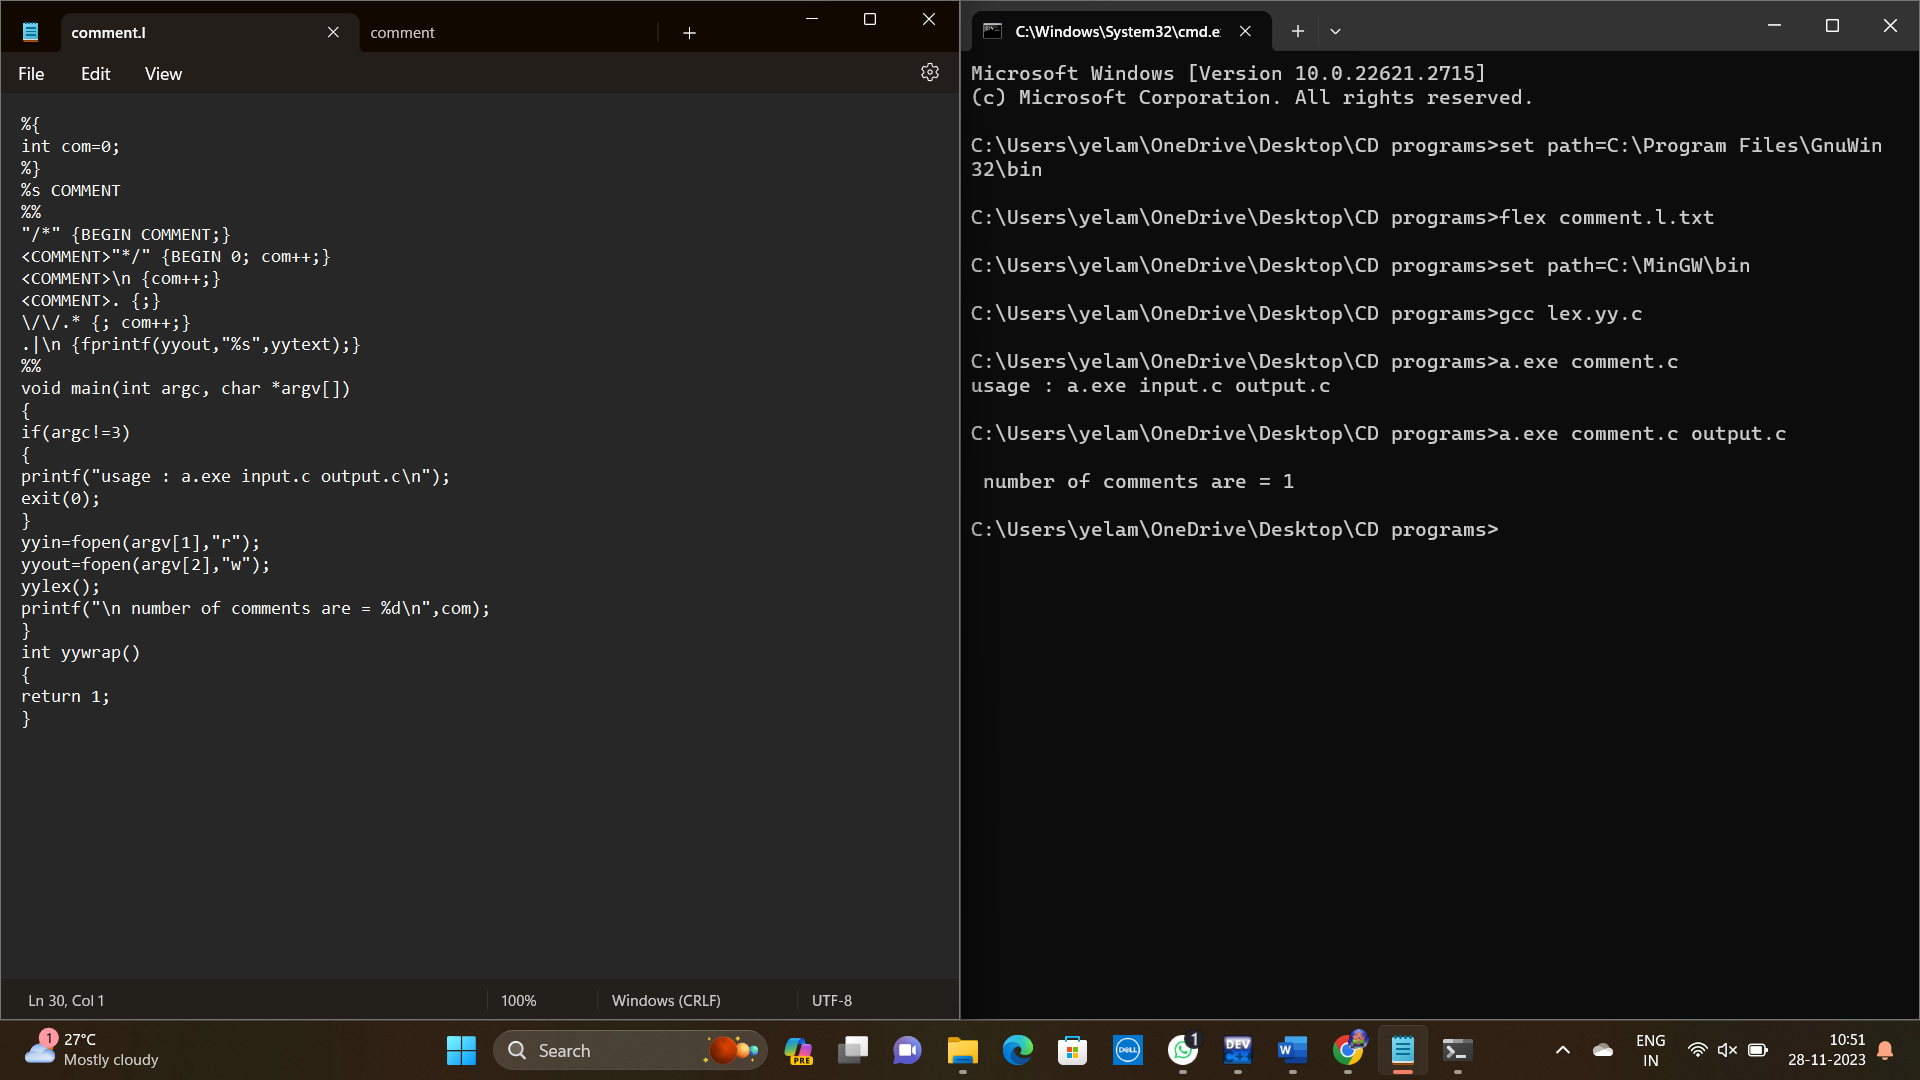 comment.l
comment
File Edit View
%{
int com=0;
%}
%s COMMENT
%%
"/*" {BEGIN COMMENT;}
<COMMENT>"*/" {BEGIN 0; com++;}
<COMMENT>\n {com++;}
<COMMENT>. {;}
\/\/.* {; com++;}
.|\n {fprintf(yyout,"%s",yytext);}
%%
void main(int argc, char *argv[])
{
if(argc!=3)
{
printf("usage : a.exe input.c output.c\n");
exit(0);
}
yyin=fopen(argv[1],"r");
yyout=fopen(argv[2],"w");
yylex();
printf("\n number of comments are = %d\n",com);
}
int yywrap()
{
return 1;
}
Ln 30, Col 1 100% Windows (CRLF) UTF-8
C:\Windows\System32\cmd.e
Microsoft Windows [Version 10.0.22621.2715]
(c) Microsoft Corporation. All rights reserved.
C:\Users\yelam\OneDrive\Desktop\CD programs>set path=C:\Program Files\GnuWin
32\bin
C:\Users\yelam\OneDrive\Desktop\CD programs>flex comment.l.txt
C:\Users\yelam\OneDrive\Desktop\CD programs>set path=C:\MinGW\bin
C:\Users\yelam\OneDrive\Desktop\CD programs>gcc lex.yy.c
C:\Users\yelam\OneDrive\Desktop\CD programs>a.exe comment.c
usage : a.exe input.c output.c
C:\Users\yelam\OneDrive\Desktop\CD programs>a.exe comment.c output.c
number of comments are = 1
C:\Users\yelam\OneDrive\Desktop\CD programs>
1
27°C
Mostly cloudy
Search
PRE
DELL
1
DEV
C++
W
ENG
IN
10:51
28-11-2023